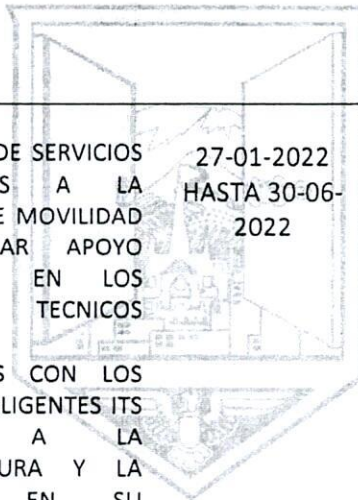 DE SERVICIOS
S A LA
E MOVILIDAD
AR APOYO
EN LOS
TECNICOS
S CON LOS
LIGENTES ITS
A LA
URA Y LA
EN SU
27-01-2022
HASTA 30-06-
2022